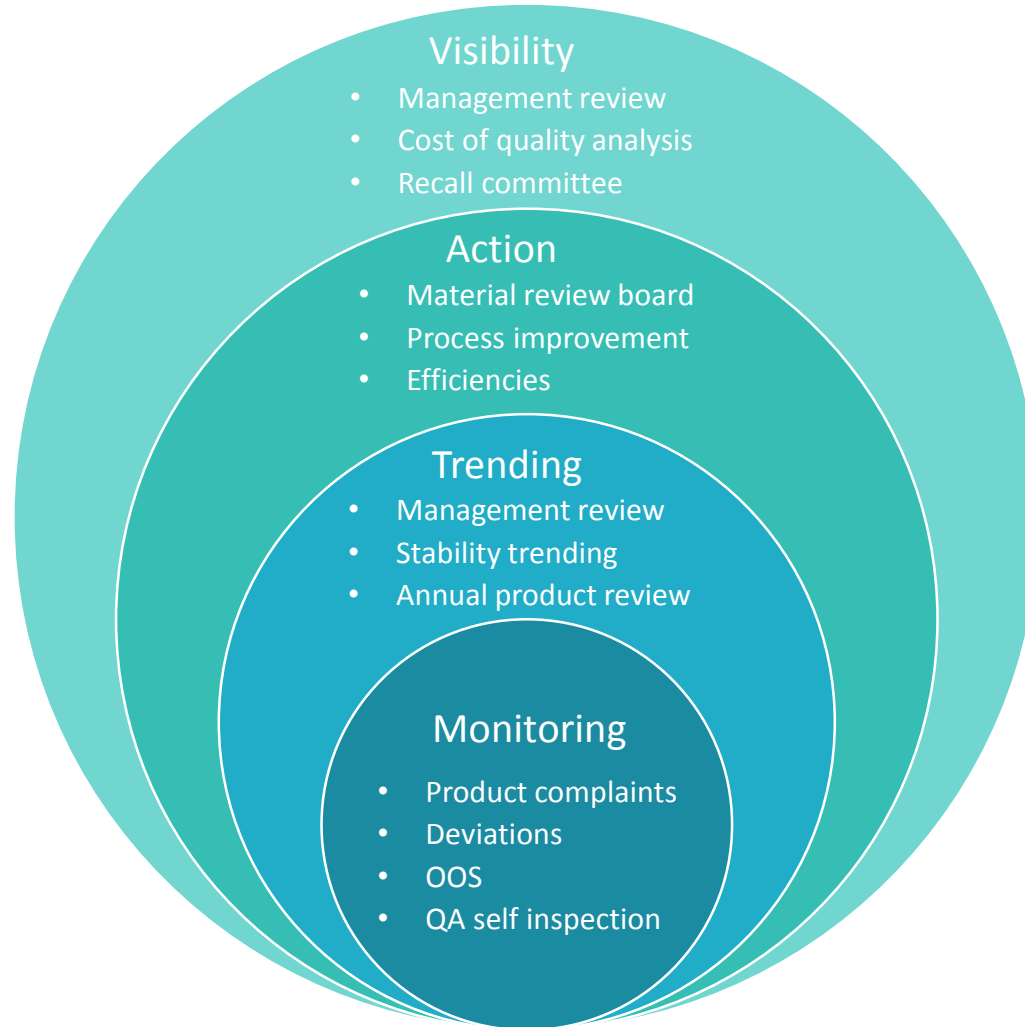 Visibility
• Management review
• Cost of quality analysis
• Recall committee
Action
• Material review board
• Process improvement
• Efficiencies
Trending
• Management review
• Stability trending
• Annual product review
Monitoring
• Product complaints
• Deviations
• OOS
• QA self inspection